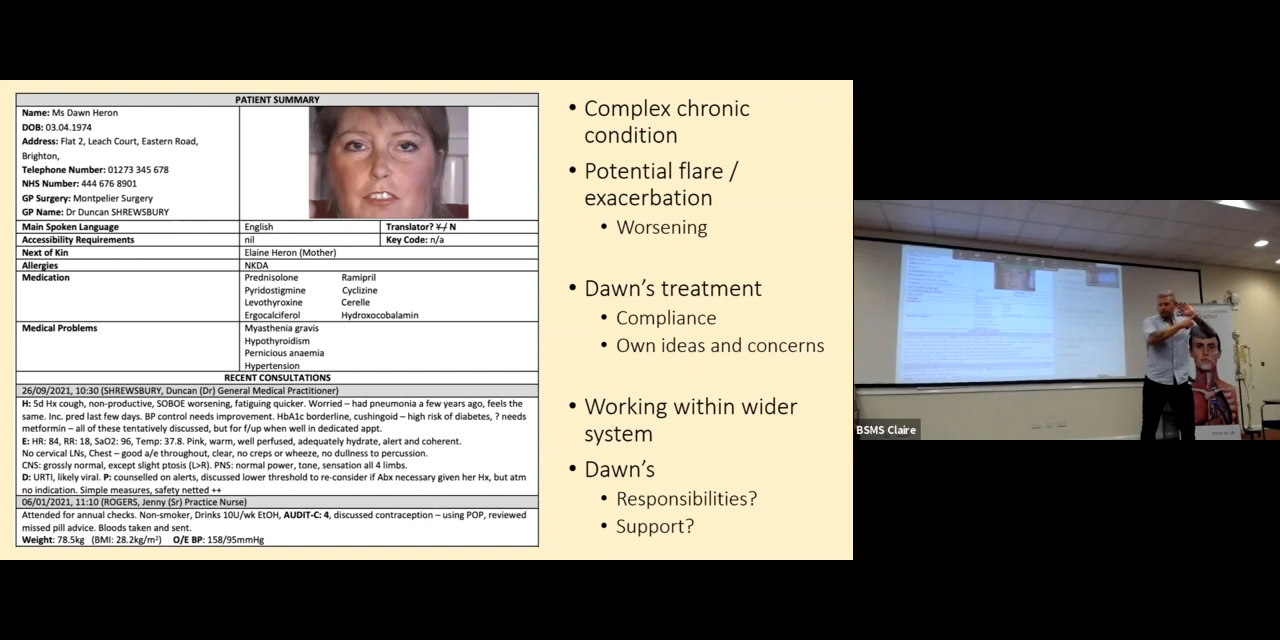 PATIENT SUMMARY
Name: Ms Dawn Heron
DOB: 03.04.1974
Address: Flat 2, Leach Court, Eastern Road,
Brighton,
Telephone Number: 01273 345 678
NHS Number: 444 676 8901
GP Surgery: Montpelier Surgery
GP Name: Dr Duncan SHREWSBURY
Main Spoken Language English Translator? Y / N
Accessibility Requirements nil Key Code: n/a
Next of Kin Elaine Heron (Mother)
Allergies NKDA
Medication Prednisolone Ramipril
Pyridostigmine Cyclizine
Levothyroxine Cerelle
Ergocalciferol Hydroxocobalamin
Medical Problems Myasthenia gravis
Hypothyroidism
Pernicious anaemia
Hypertension
RECENT CONSULTATIONS
26/09/2021, 10:30 (SHREWSBURY, Duncan (Dr) General Medical Practitioner)
H: 5d Hx cough, non-productive, SOBOE worsening, fatiguing quicker. Worried – had pneumonia a few years ago, feels the
same. Inc. pred last few days. BP control needs improvement. HbA1c borderline, cushingoid – high risk of diabetes, ? needs
metformin – all of these tentatively discussed, but for f/up when well in dedicated appt.
E: HR: 84, RR: 18, SaO2: 96, Temp: 37.8. Pink, warm, well perfused, adequately hydrate, alert and coherent.
No cervical LNs, Chest – good a/e throughout, clear, no creps or wheeze, no dullness to percussion.
CNS: grossly normal, except slight ptosis (L>R). PNS: normal power, tone, sensation all 4 limbs.
D: URTI, likely viral. P: counselled on alerts, discussed lower threshold to re-consider if Abx necessary given her Hx, but atm
no indication. Simple measures, safety netted ++
06/01/2021, 11:10 (ROGERS, Jenny (Sr) Practice Nurse)
Attended for annual checks. Non-smoker, Drinks 10U/wk EtOH, AUDIT-C: 4, discussed contraception – using POP, reviewed
missed pill advice. Bloods taken and sent.
Weight: 78.5kg (BMI: 28.2kg/m²) O/E BP: 158/95mmHg
• Complex chronic
condition
• Potential flare /
exacerbation
• Worsening
• Dawn's treatment
• Compliance
• Own ideas and concerns
• Working within wider
system
• Dawn's
• Responsibilities?
• Support?
BSMS Claire